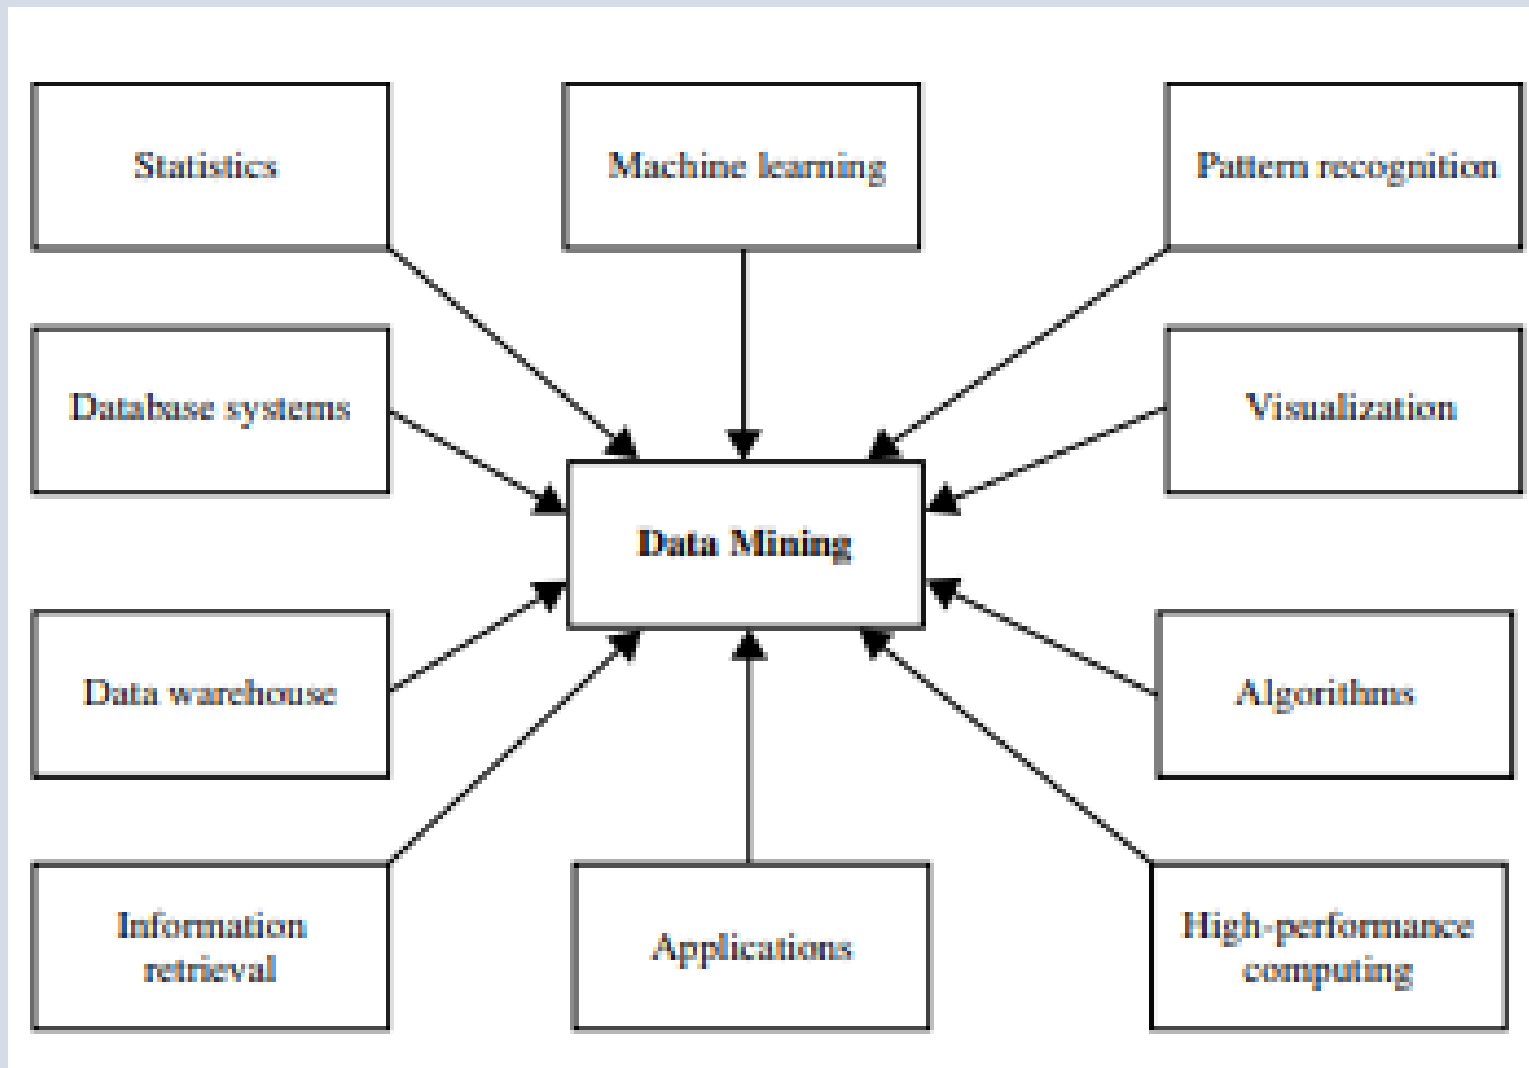 Statistics
Machine learning
Pattern recognition
Database systems
Visualization
Data Mining
Data warehouse
Algorithms
Information
retrieval
Applications
High-performance
computing